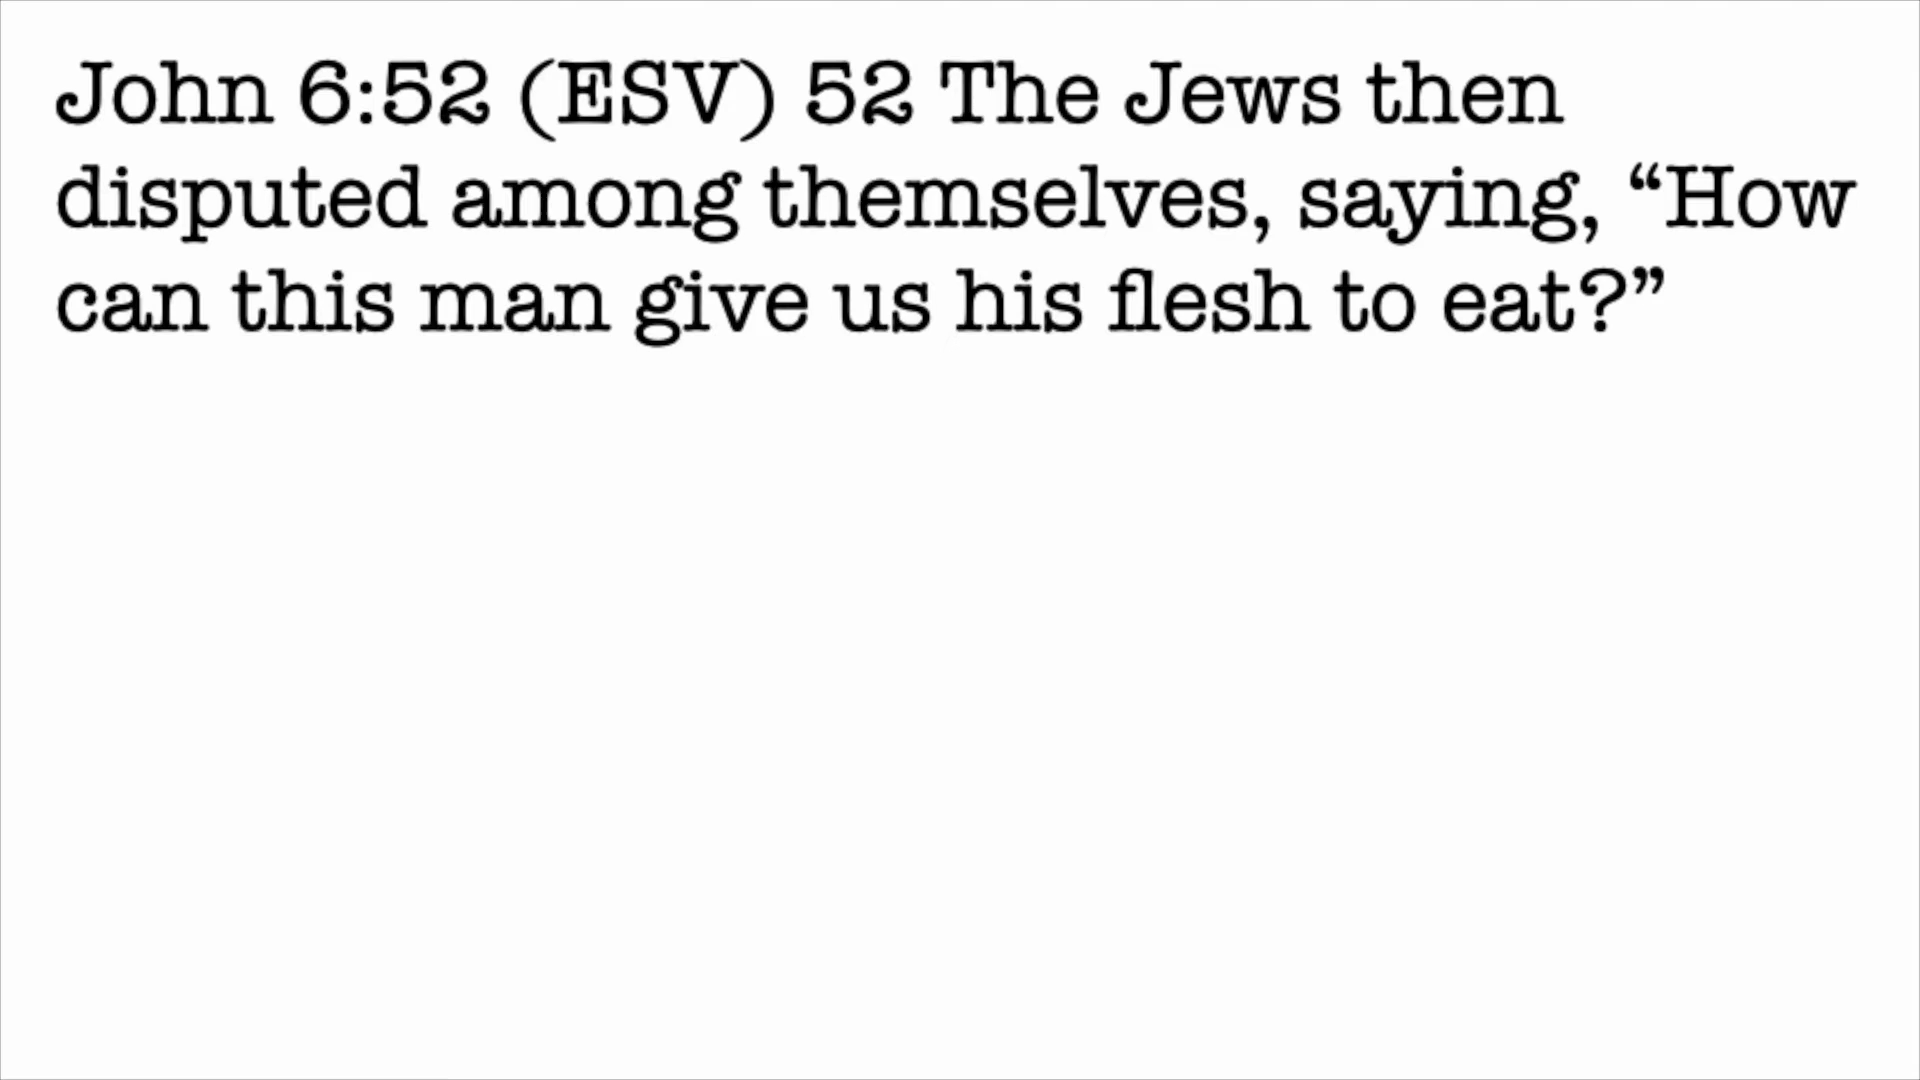 John 6:52 (ESV) 52 The Jews then
disputed among themselves, saying, “How
can this man give us his flesh to eat?”